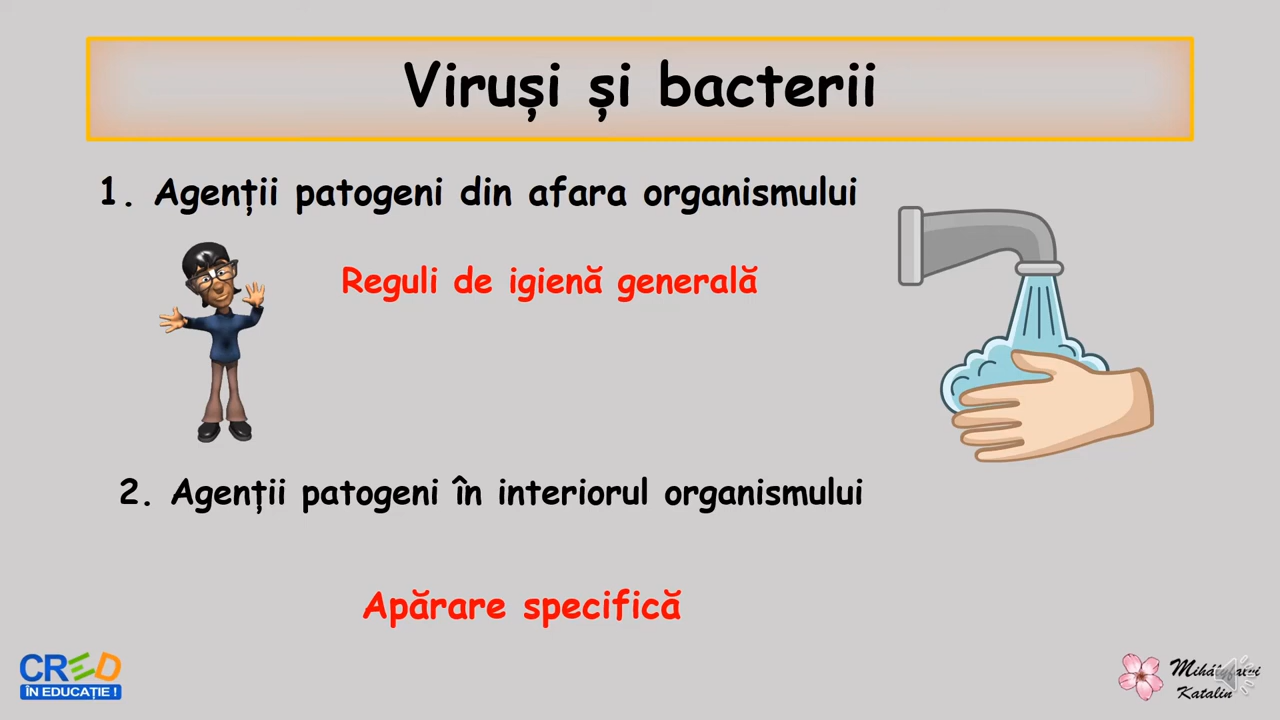 Viruși și bacterii
1. Agenții patogeni din afara organismului
Reguli de igienă generală
2. Agenții patogeni în interiorul organismului
Apărare specifică
CRED
ÎN EDUCAȚIE !
Katalin